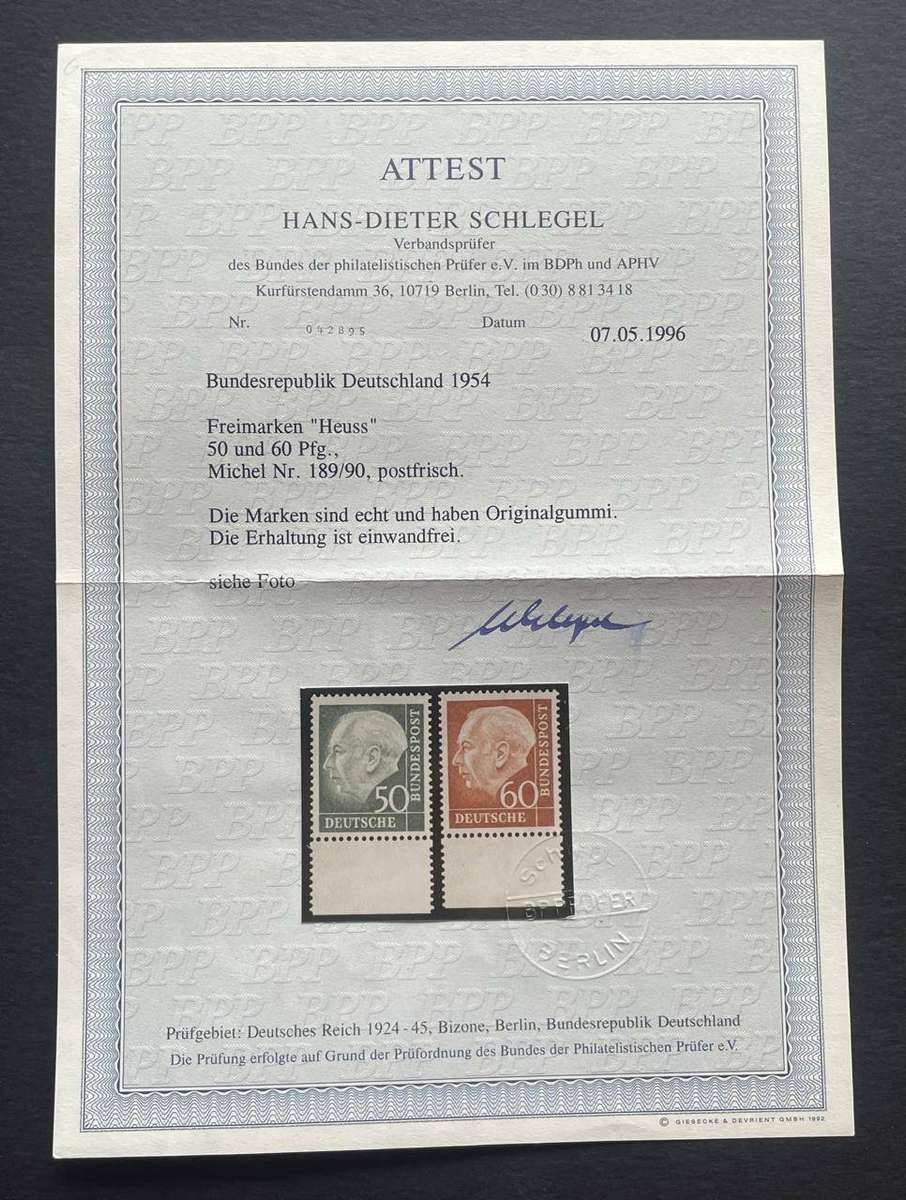 ATTEST
HANS-DIETER SCHLEGEL
Verbandsprüfer
des Bundes der philatelistischen Prüfer e.V. im BDPh und APHV
Kurfürstendamm 36, 10719 Berlin, Tel. (0 30) 8 81 34 18
Nr. 042895 Datum 07.05.1996
Bundesrepublik Deutschland 1954
Freimarken "Heuss"
50 und 60 Pfg.,
Michel Nr. 189/90, postfrisch.
Die Marken sind echt und haben Originalgummi.
Die Erhaltung ist einwandfrei.
siehe Foto
BUNDESPOST
50
DEUTSCHE
BUNDESPOST
60
DEUTSCHE
BERLIN
Prüfgebiet: Deutsches Reich 1924 - 45, Bizone, Berlin, Bundesrepublik Deutschland
Die Prüfung erfolgte auf Grund der Prüfordnung des Bundes der Philatelistischen Prüfer e.V.
© GIESECKE & DEVRIENT GMBH 1992